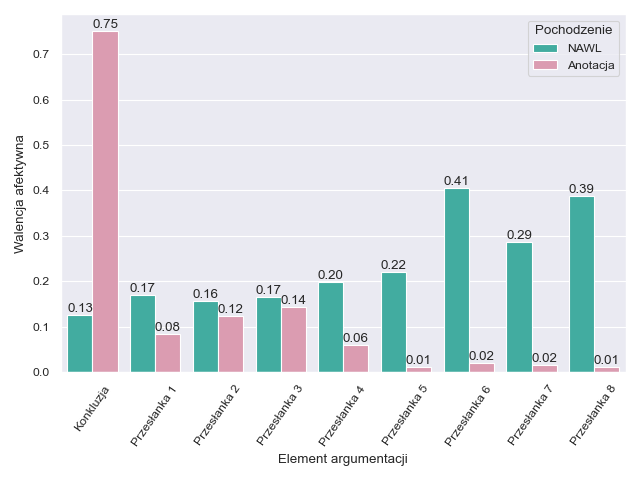 Pochodzenie
NAWL
Anotacja
Walencja afektywna
0.7
0.6
0.5
0.4
0.3
0.2
0.1
0.0
0.13
0.75
0.17
0.08
0.16
0.12
0.17
0.14
0.20
0.06
0.22
0.01
0.41
0.02
0.29
0.02
0.39
0.01
Konkluzja
Przesłanka 1
Przesłanka 2
Przesłanka 3
Przesłanka 4
Przesłanka 5
Przesłanka 6
Przesłanka 7
Przesłanka 8
Element argumentacji